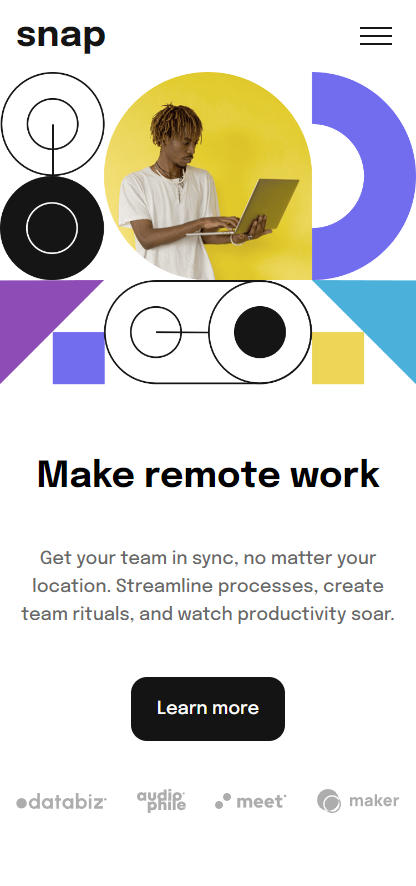 snap
Make remote work
Get your team in sync, no matter your
location. Streamline processes, create
team rituals, and watch productivity soar.
Learn more
databiz
audio
phile
meet
maker